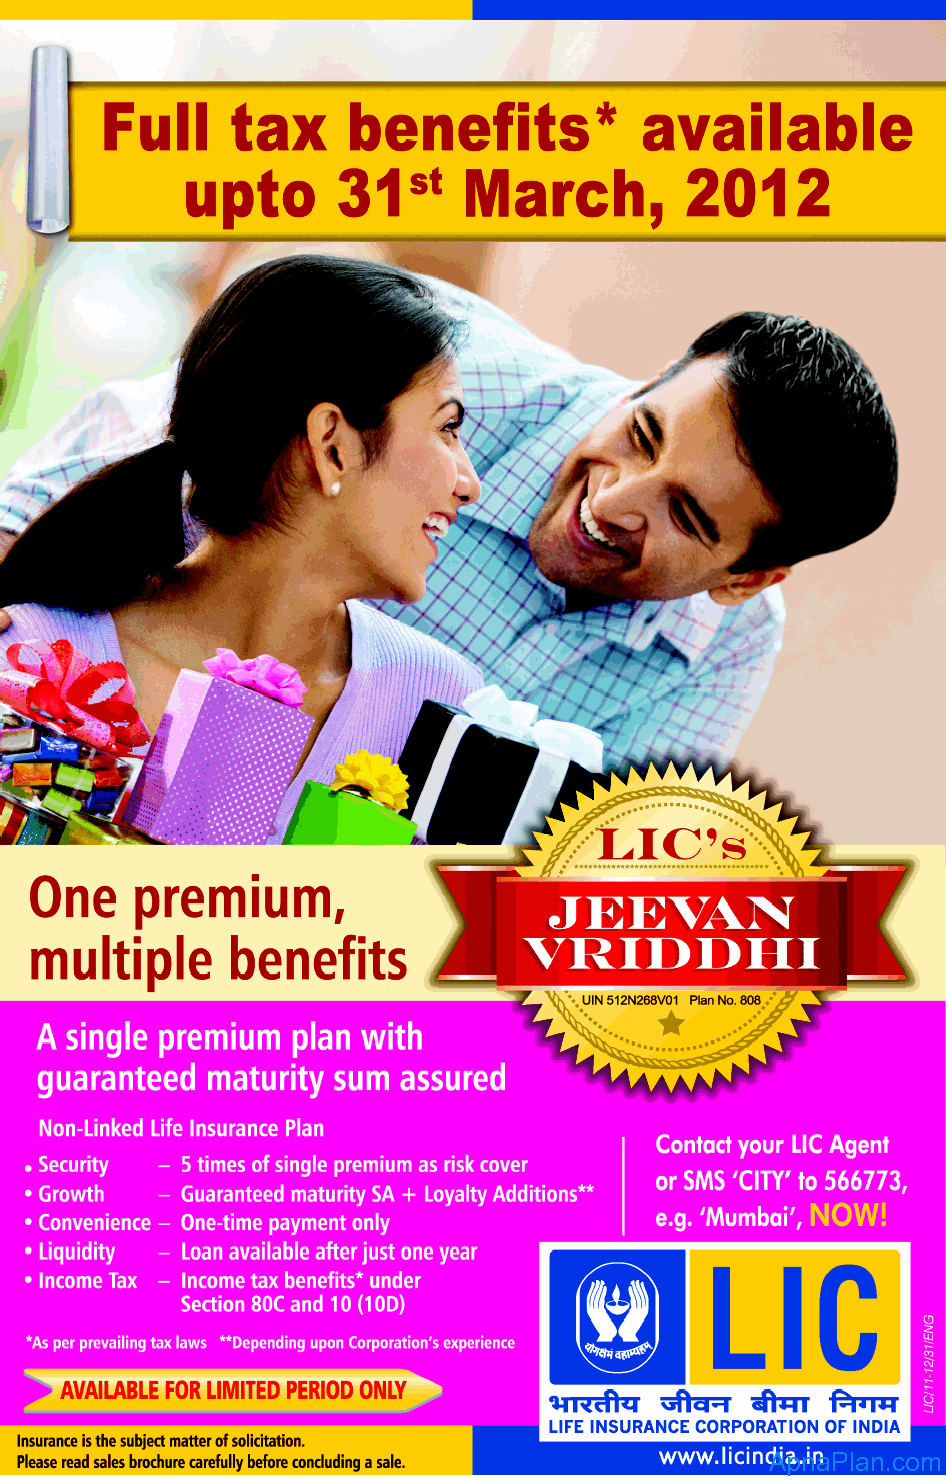 Full tax benefits* available
upto 31st March, 2012
LIC's
JEEVAN
VRIDDHI
UIN 512N268V01 Plan No. 808
One premium,
multiple benefits
A single premium plan with
guaranteed maturity sum assured
Non-Linked Life Insurance Plan
• Security – 5 times of single premium as risk cover
• Growth – Guaranteed maturity SA + Loyalty Additions**
• Convenience – One-time payment only
• Liquidity – Loan available after just one year
• Income Tax – Income tax benefits* under
Section 80C and 10 (10D)
*As per prevailing tax laws **Depending upon Corporation's experience
AVAILABLE FOR LIMITED PERIOD ONLY
Contact your LIC Agent
or SMS 'CITY' to 566773,
e.g. 'Mumbai', NOW!
योगक्षेमं वहाम्यहम्
LIC
भारतीय जीवन बीमा निगम
LIFE INSURANCE CORPORATION OF INDIA
LIC/11-12/31/ENG
Insurance is the subject matter of solicitation.
Please read sales brochure carefully before concluding a sale.
www.licindia.in
ApnaPlan.com